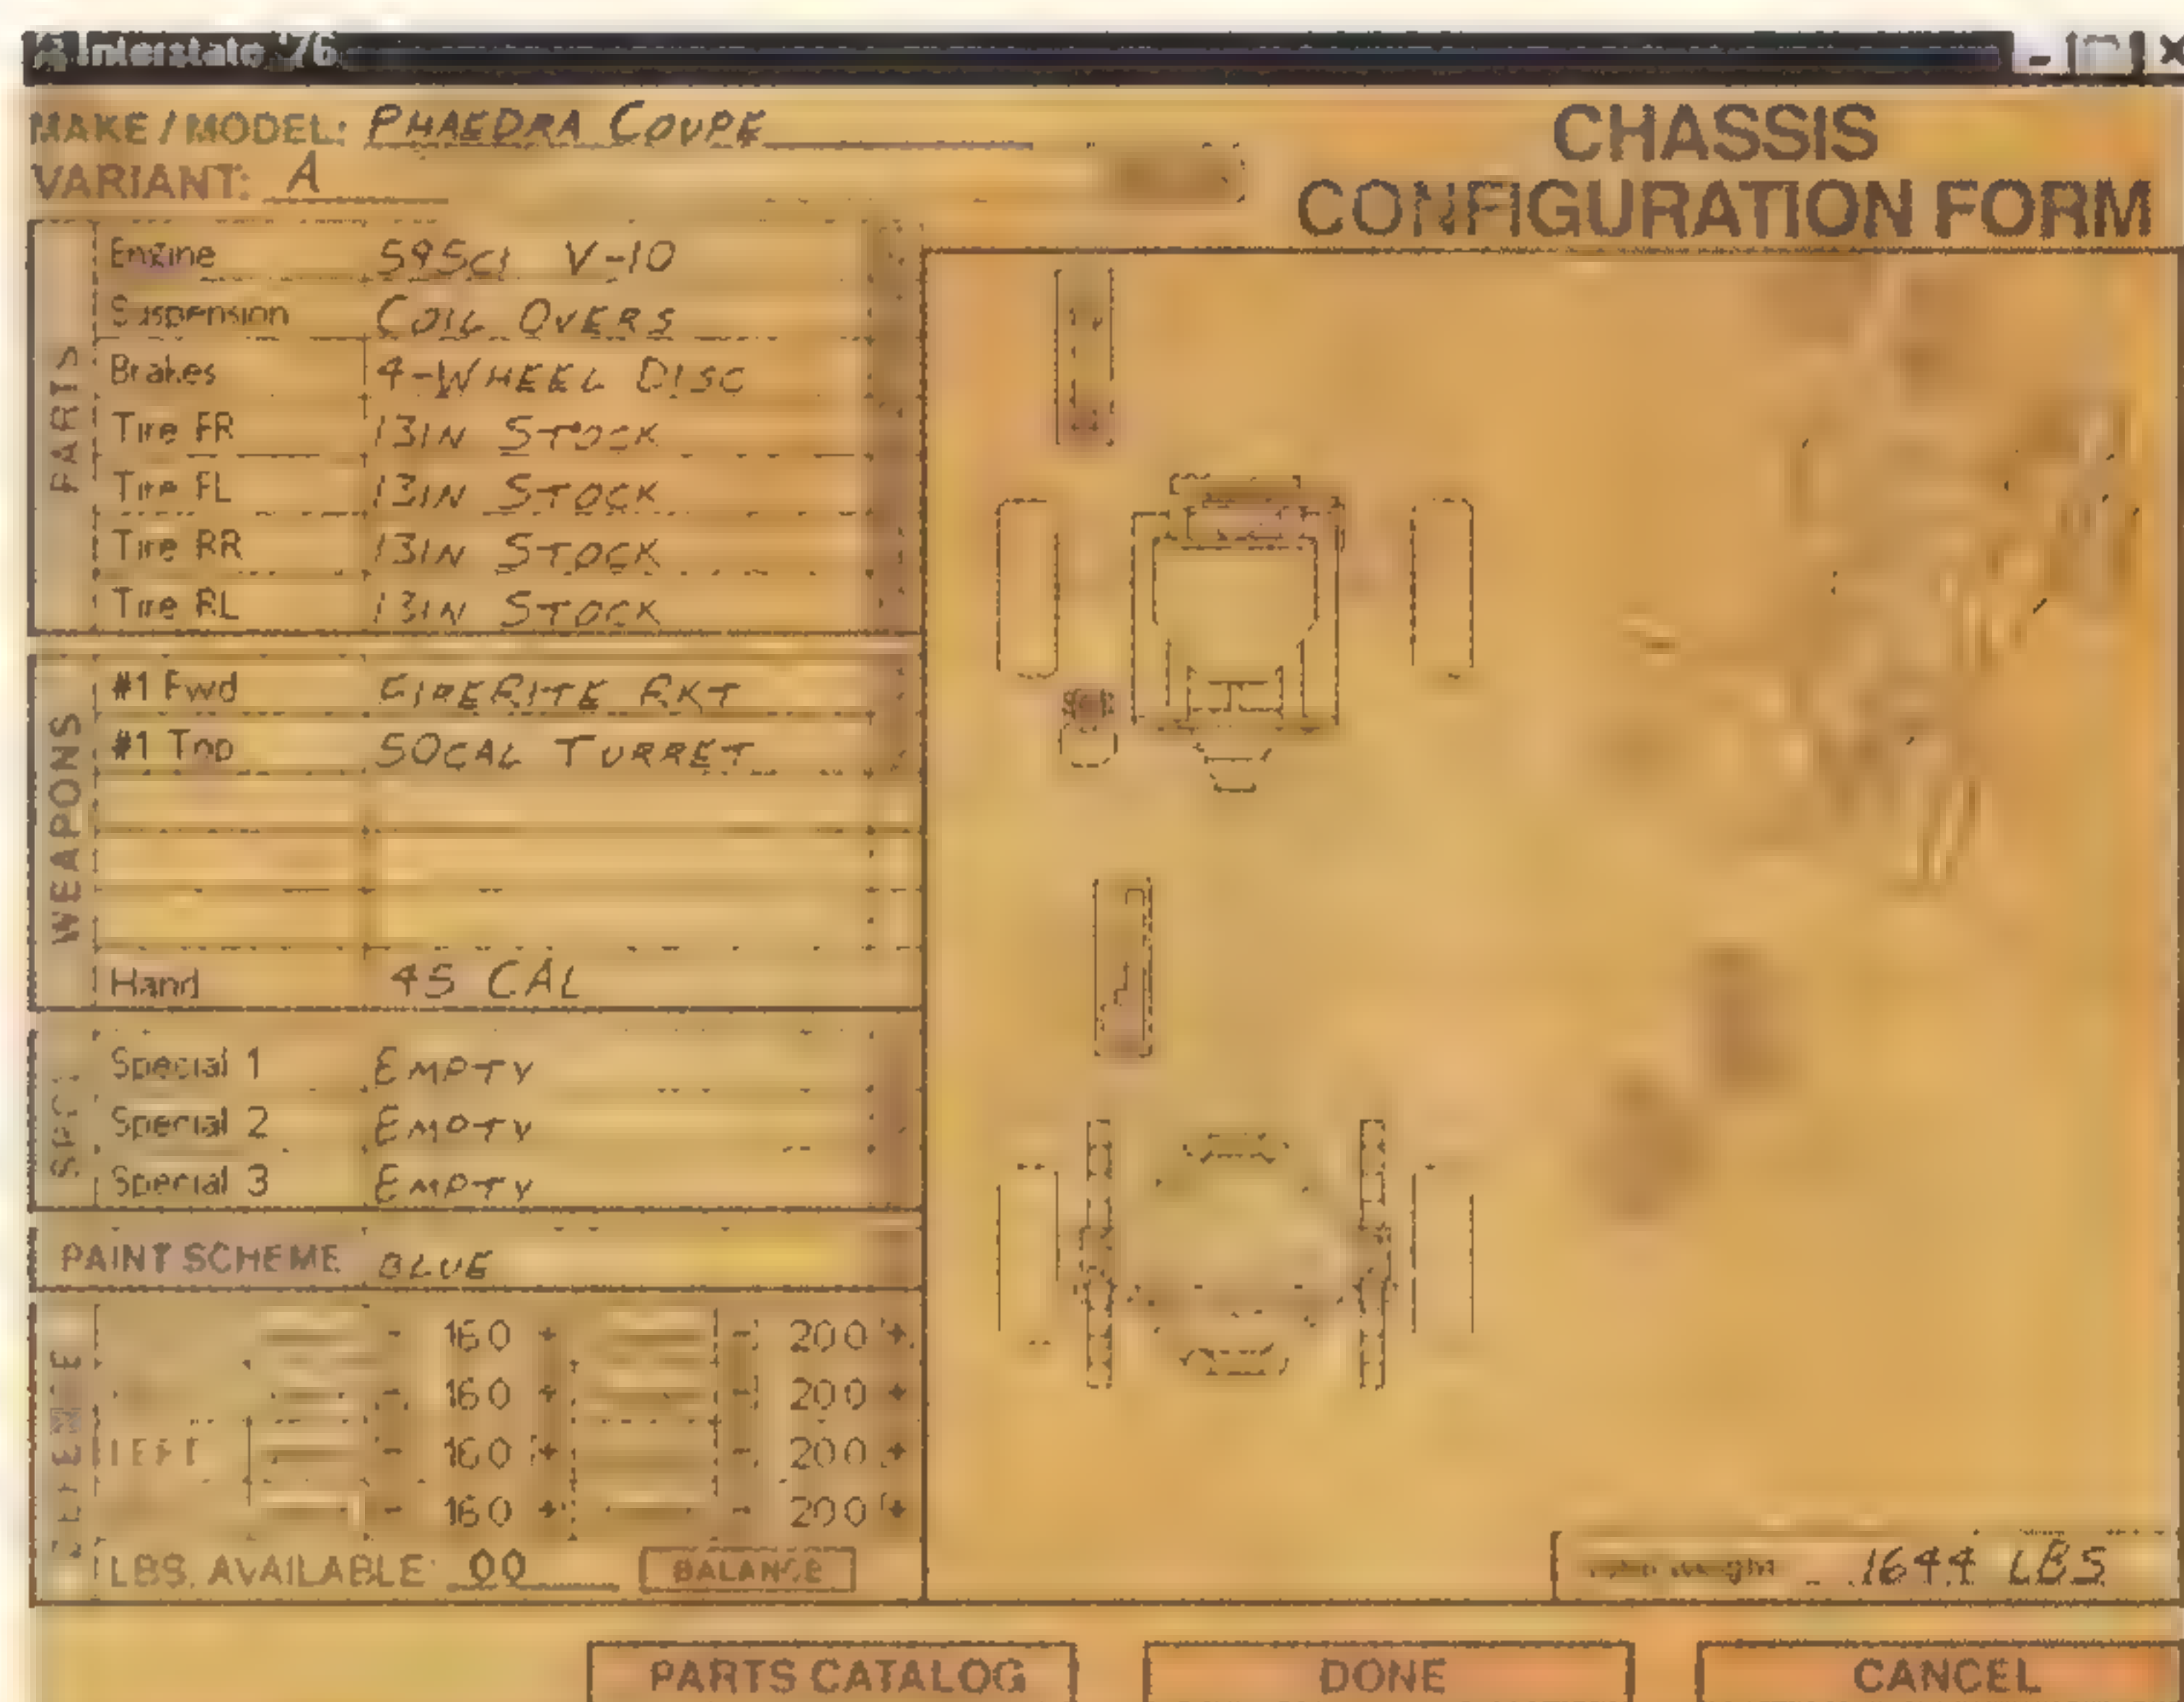 Interstate '76
MAKE / MODEL: PHAEDRA COUPE
VARIANT: A
CHASSIS
CONFIGURATION FORM
PARTS
Engine 595CI V-10
Suspension COIL OVERS
Brakes 4-WHEEL DISC
Tire FR 13IN STOCK
Tire FL 13IN STOCK
Tire RR 13IN STOCK
Tire RL 13IN STOCK
WEAPONS
#1 Fwd FIRERITE RKT
#1 Top 50CAL TURRET
Hand 45 CAL
Special 1 EMPTY
Special 2 EMPTY
Special 3 EMPTY
PAINT SCHEME BLUE
- 160 + - 200 +
- 160 + - 200 +
LEFT - 160 + - 200 +
- 160 + - 200 +
LBS. AVAILABLE: 00 BALANCE
weight 1644 LBS
PARTS CATALOG DONE CANCEL